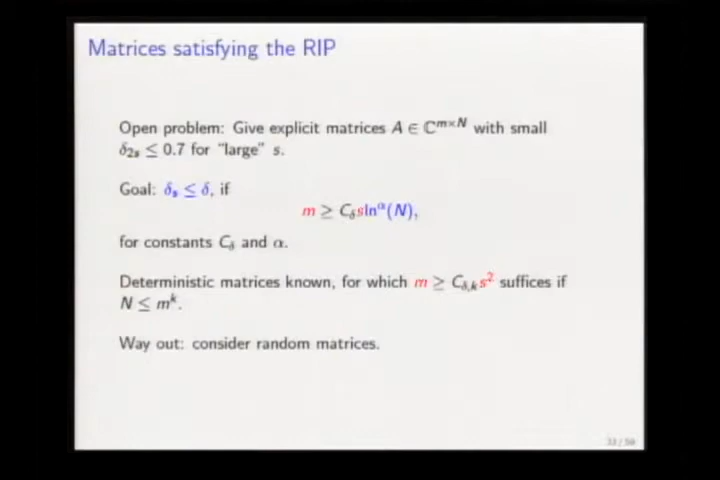 Matrices satisfying the RIP
Open problem: Give explicit matrices A ∈ ℂ^{m×N} with small
δ_{2s} ≤ 0.7 for "large" s.
Goal: δ_s ≤ δ, if
m ≥ C_δ s ln^α(N),
for constants C_δ and α.
Deterministic matrices known, for which m ≥ C_{δ,k} s² suffices if
N ≤ m^k.
Way out: consider random matrices.